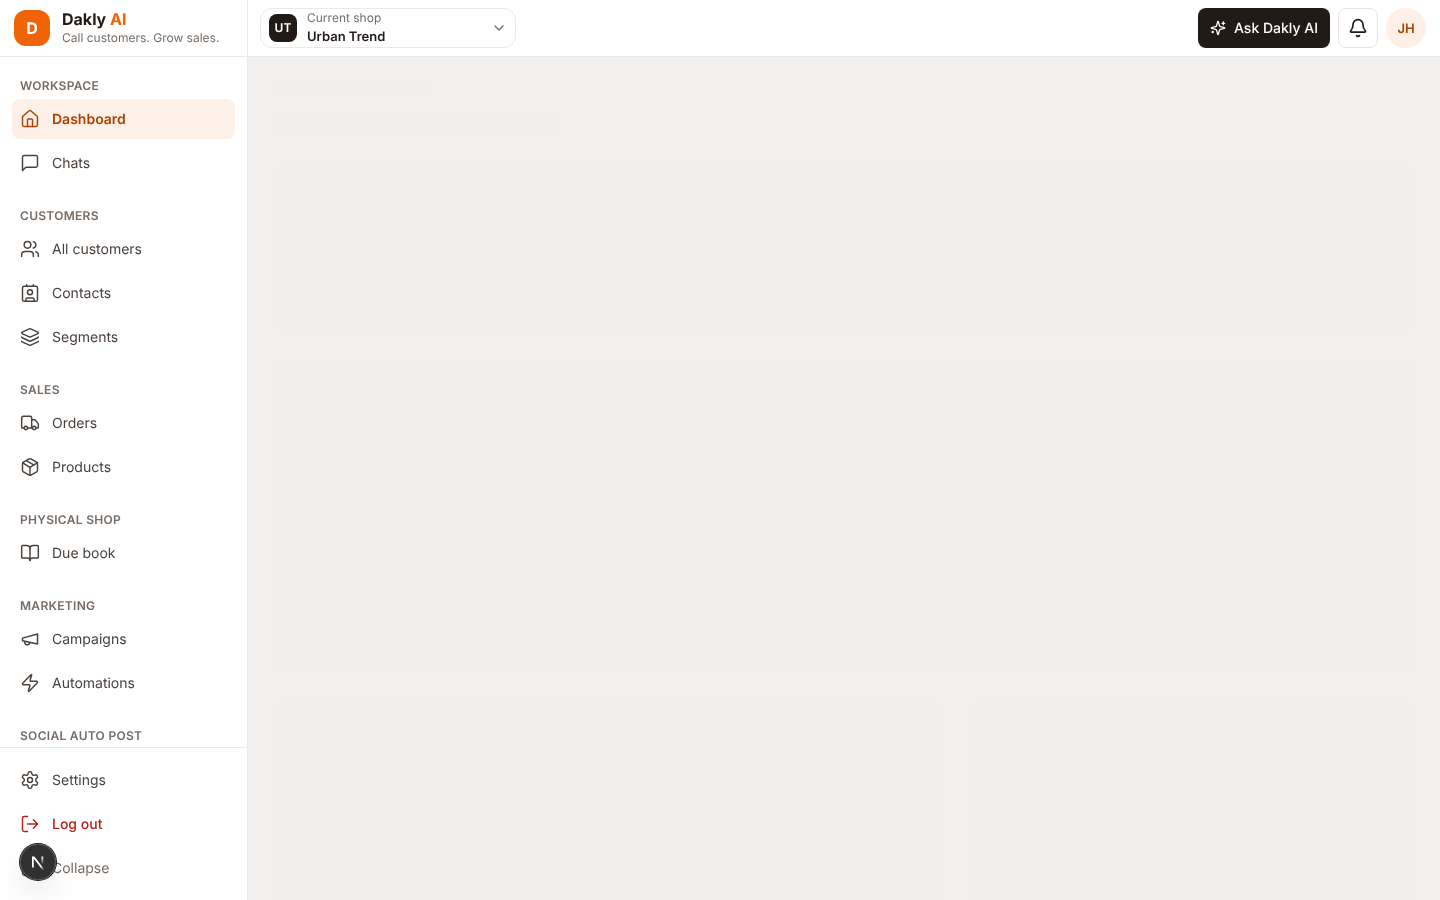 D
Dakly AI
Call customers. Grow sales.
UT
Current shop
Urban Trend
Ask Dakly AI
JH
WORKSPACE
Dashboard
Chats
CUSTOMERS
All customers
Contacts
Segments
SALES
Orders
Products
PHYSICAL SHOP
Due book
MARKETING
Campaigns
Automations
SOCIAL AUTO POST
Settings
Log out
N
Collapse